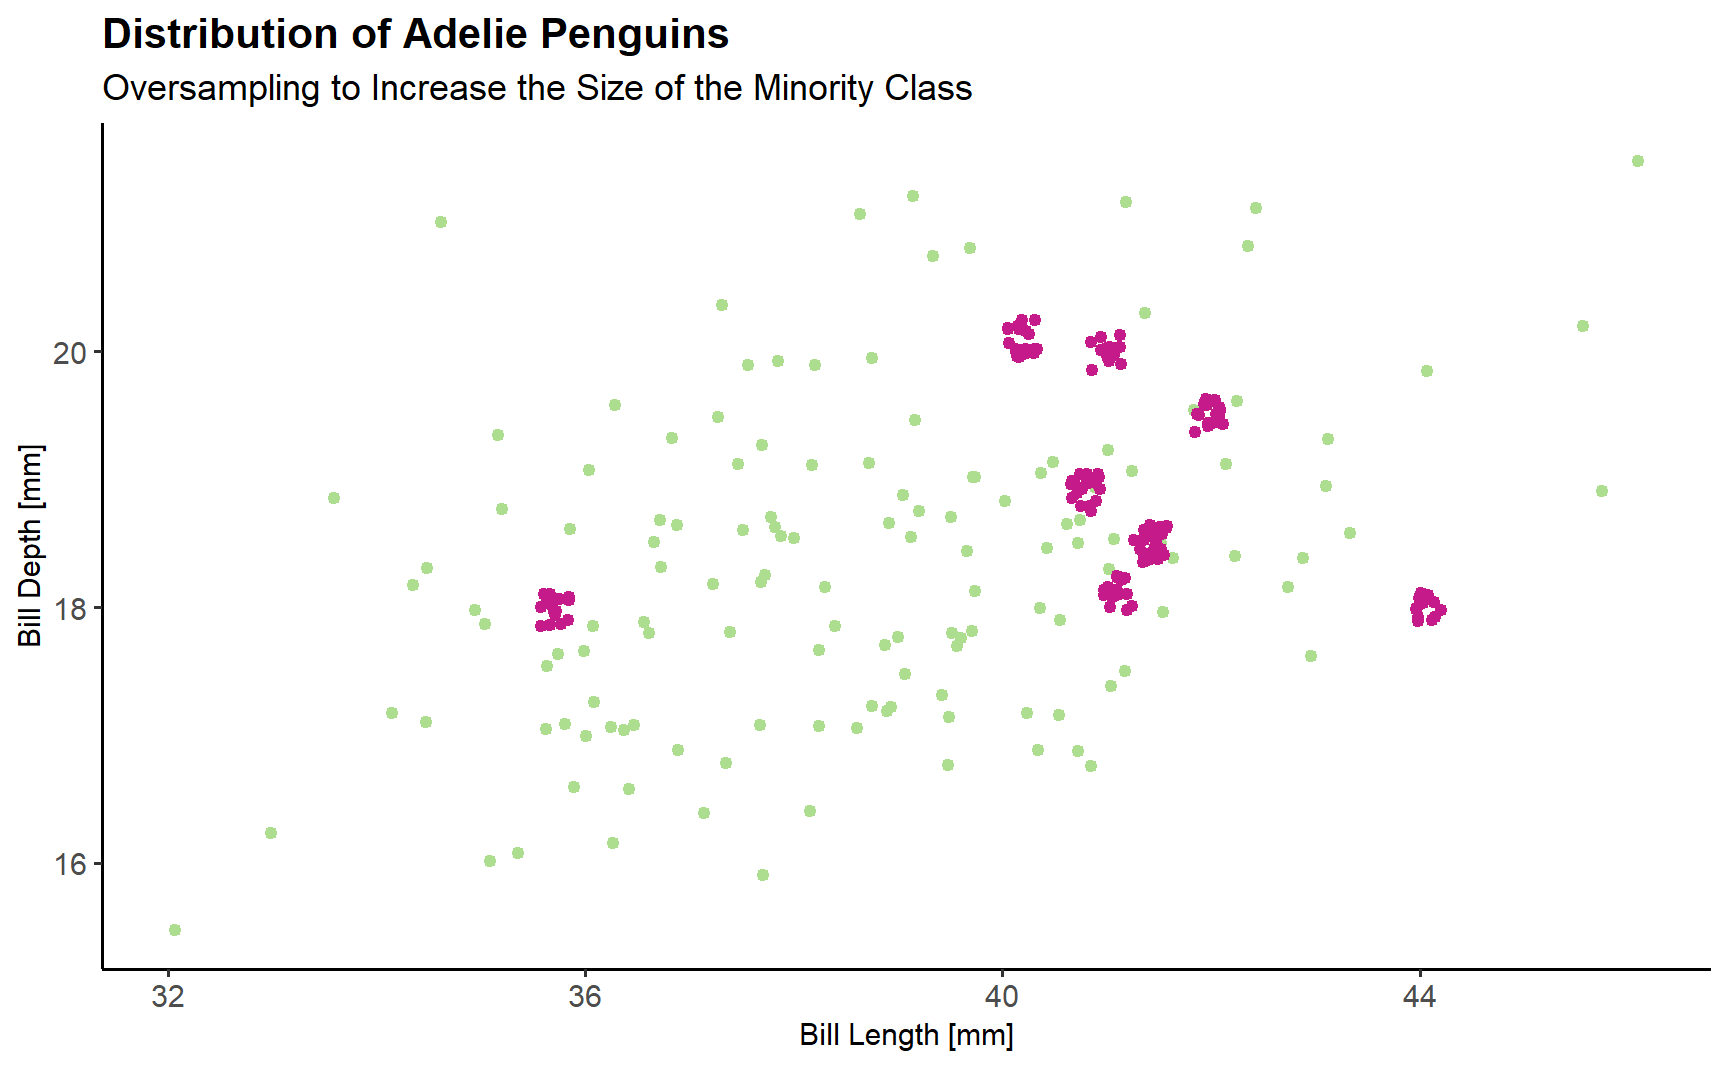 Distribution of Adelie Penguins
Oversampling to Increase the Size of the Minority Class
Bill Depth [mm]
20
18
16
32 36 40 44
Bill Length [mm]